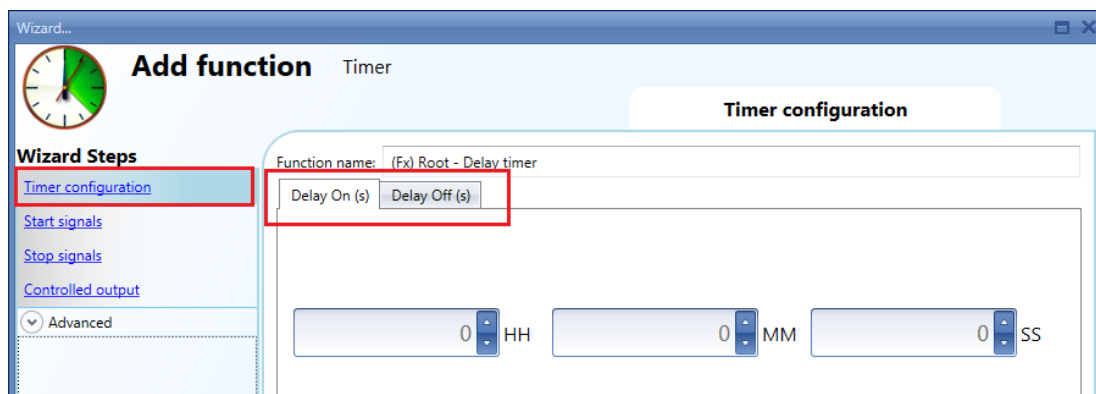 Wizard...
Add function Timer
Timer configuration
Wizard Steps
Timer configuration
Start signals
Stop signals
Controlled output
Advanced
Function name: (Fx) Root - Delay timer
Delay On (s) Delay Off (s)
0 HH 0 MM 0 SS